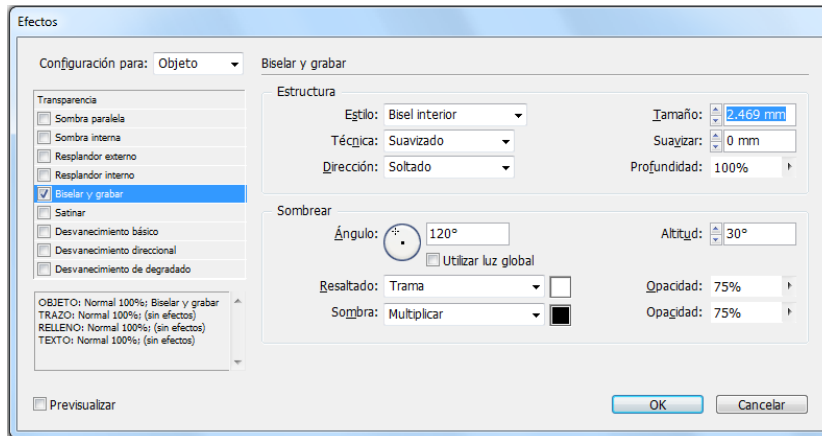 Efectos
Configuración para: Objeto
Transparencia
Sombra paralela
Sombra interna
Resplandor externo
Resplandor interno
Biselar y grabar
Satinar
Desvanecimiento básico
Desvanecimiento direccional
Desvanecimiento de degradado
OBJETO: Normal 100%; Biselar y grabar
TRAZO: Normal 100%; (sin efectos)
RELLENO: Normal 100%; (sin efectos)
TEXTO: Normal 100%; (sin efectos)
Previsualizar
Biselar y grabar
Estructura
Estilo: Bisel interior Tamaño: 2.469 mm
Técnica: Suavizado Suavizar: 0 mm
Dirección: Soltado Profundidad: 100%
Sombrear
Ángulo: 120° Altitud: 30°
Utilizar luz global
Resaltado: Trama Opacidad: 75%
Sombra: Multiplicar Opacidad: 75%
OK Cancelar